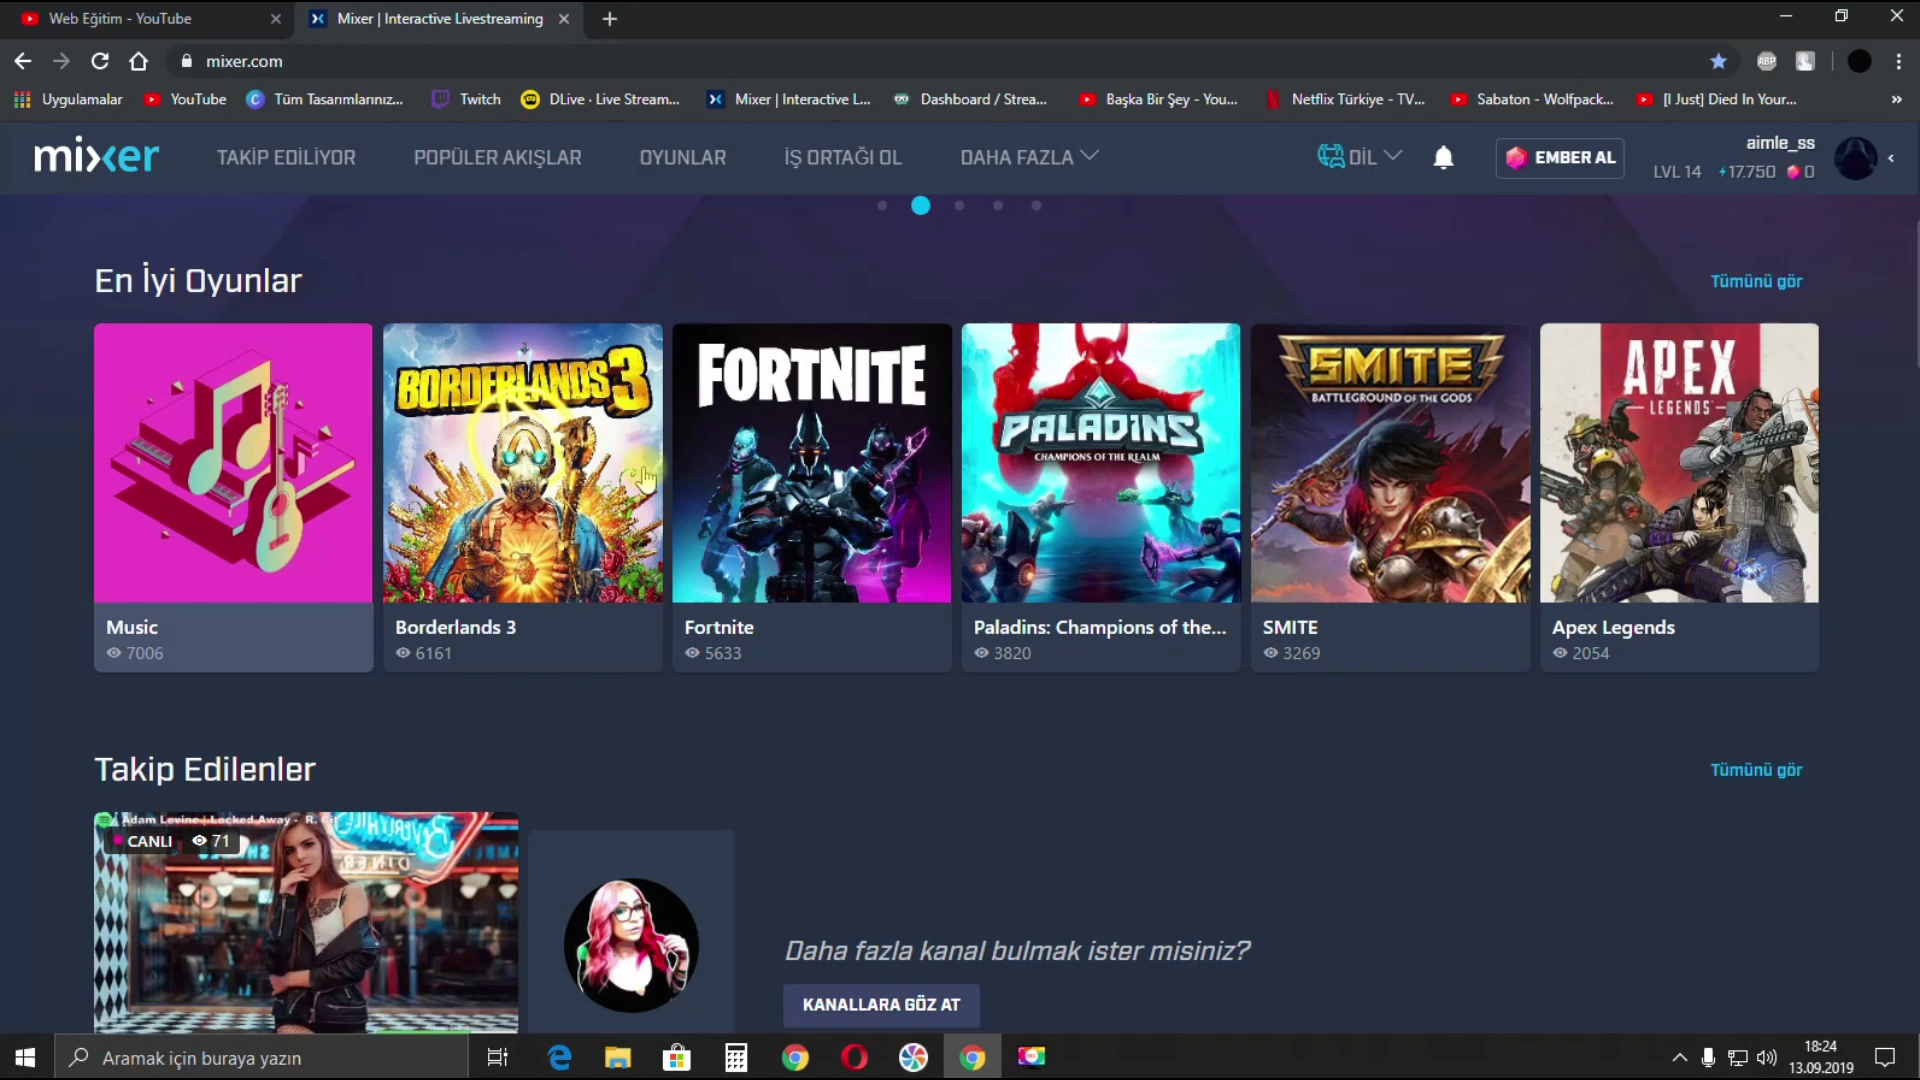 Web Eğitim - YouTube
Mixer | Interactive Livestreaming
mixer.com
ABP
Uygulamalar
YouTube
Tüm Tasarımlarınız...
Twitch
DLive · Live Stream...
Mixer | Interactive L...
Dashboard / Strea...
Başka Bir Şey - You...
Netflix Türkiye - TV...
Sabaton - Wolfpack...
[I Just] Died In Your...
mixer
TAKİP EDİLİYOR
POPÜLER AKIŞLAR
OYUNLAR
İŞ ORTAĞI OL
DAHA FAZLA
DİL
EMBER AL
aimle_ss
LVL 14
17.750
0
En İyi Oyunlar
Tümünü gör
BORDERLANDS 3
FORTNITE
PALADINS
CHAMPIONS OF THE REALM
SMITE
BATTLEGROUND OF THE GODS
APEX
LEGENDS
Music
7006
Borderlands 3
6161
Fortnite
5633
Paladins: Champions of the...
3820
SMITE
3269
Apex Legends
2054
Takip Edilenler
Tümünü gör
Adam Levine | Locked Away - R.
CANLI
71
DINER
Daha fazla kanal bulmak ister misiniz?
KANALLARA GÖZ AT
Aramak için buraya yazın
18:24
13.09.2019